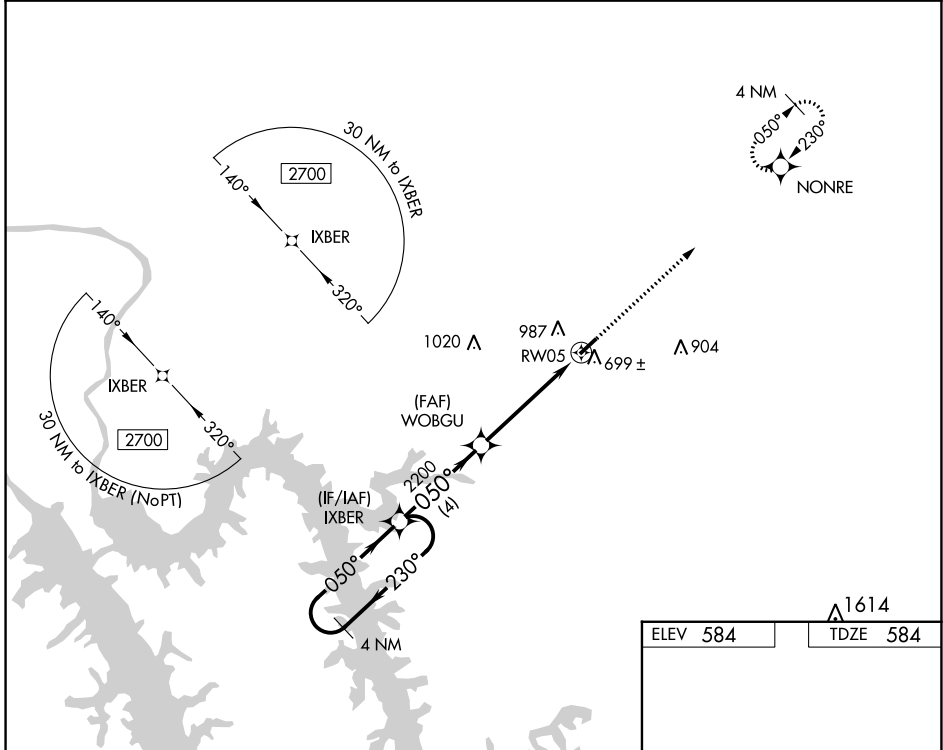 4 NM
050°
230°
NONRE
30 NM to IXBER
2700
140°
IXBER
320°
140°
IXBER
320°
2700
30 NM to IXBER (NoPT)
1020
987
RW05
699 ±
904
(FAF)
WOBGU
2200
050°
(4)
(IF/IAF)
IXBER
050°
230°
4 NM
1614
ELEV 584
TDZE 584